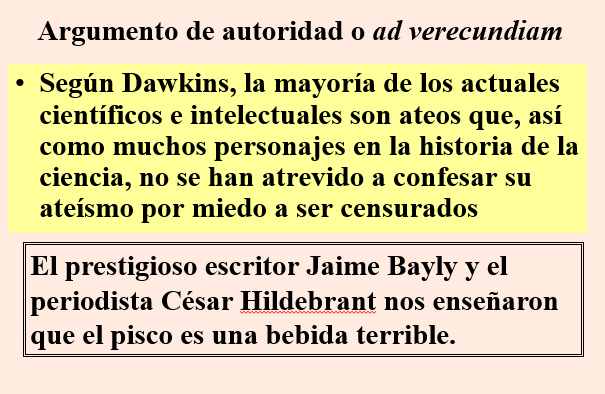 Argumento de autoridad o ad verecundiam
• Según Dawkins, la mayoría de los actuales
científicos e intelectuales son ateos que, así
como muchos personajes en la historia de la
ciencia, no se han atrevido a confesar su
ateísmo por miedo a ser censurados
El prestigioso escritor Jaime Bayly y el
periodista César Hildebrant nos enseñaron
que el pisco es una bebida terrible.